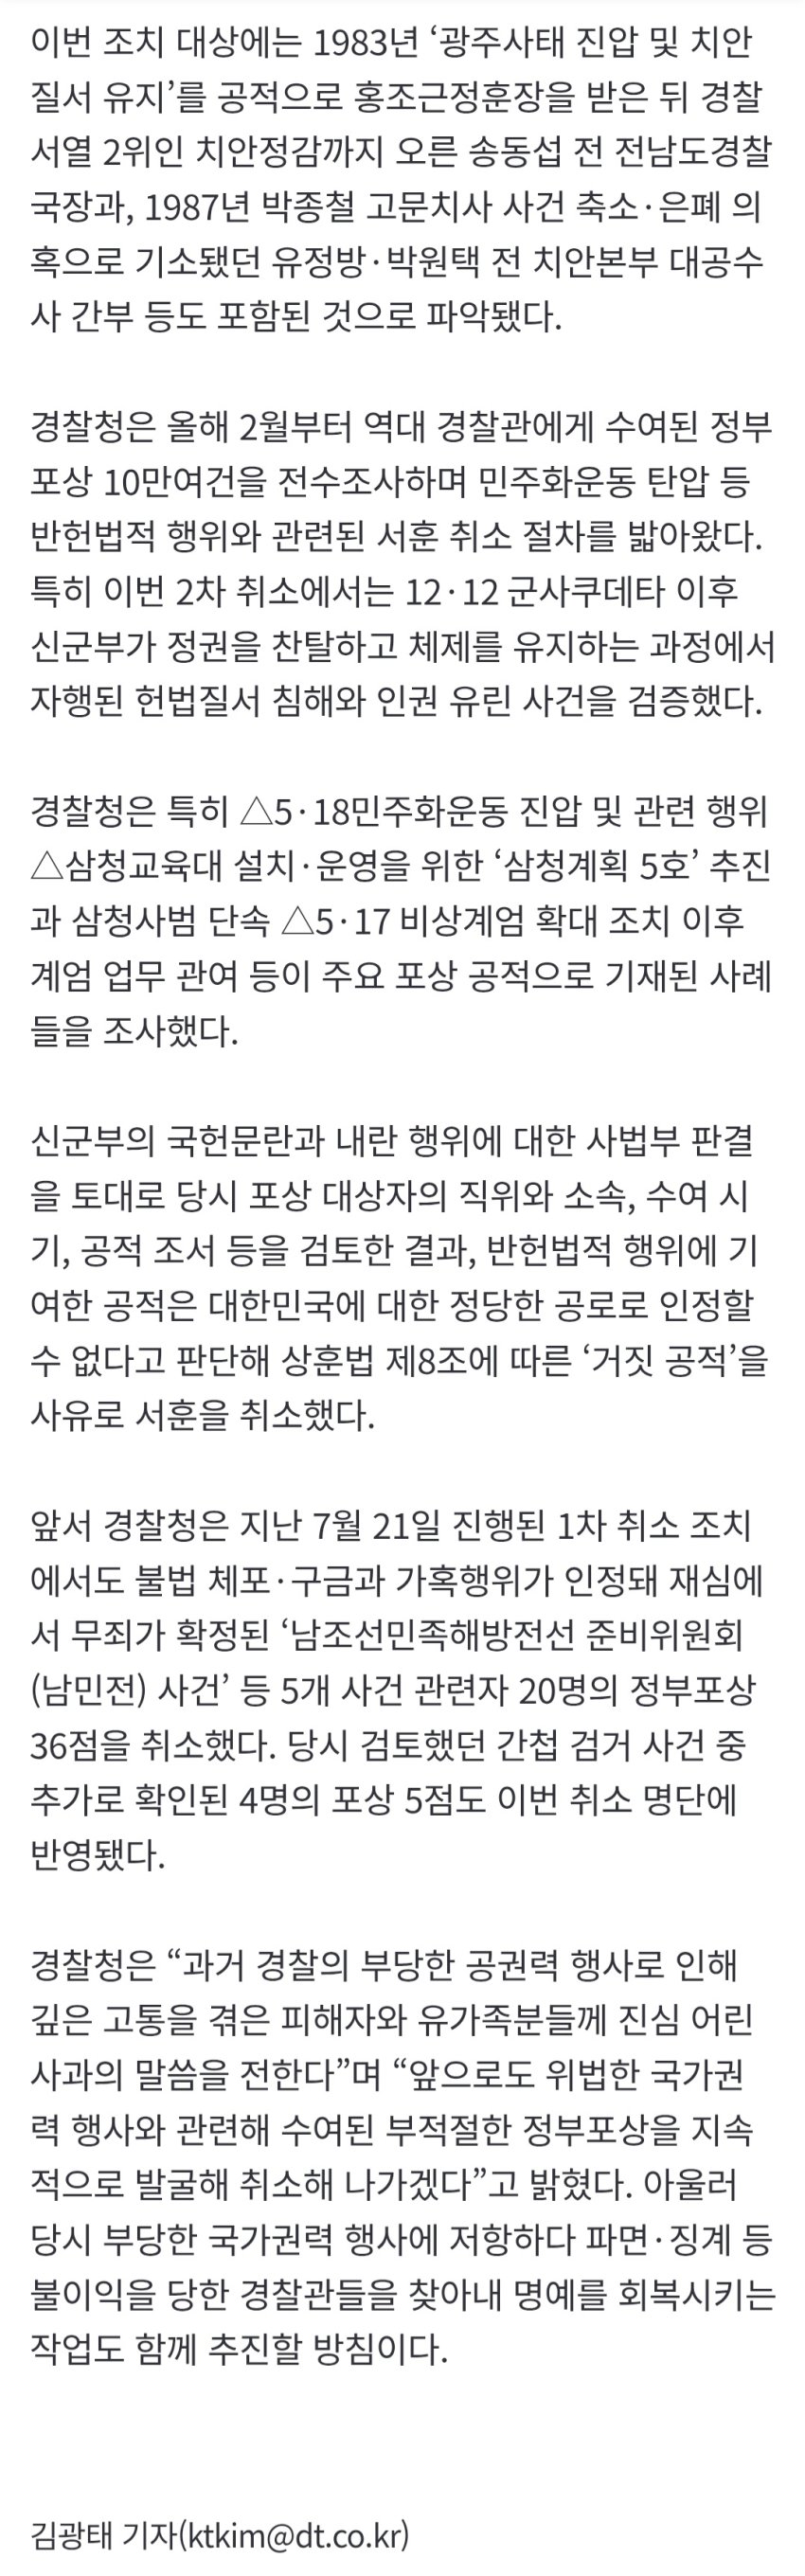 이번 조치 대상에는 1983년 ‘광주사태 진압 및 치안
질서 유지’를 공적으로 홍조근정훈장을 받은 뒤 경찰
서열 2위인 치안정감까지 오른 송동섭 전 전남도경찰
국장과, 1987년 박종철 고문치사 사건 축소·은폐 의
혹으로 기소됐던 유정방·박원택 전 치안본부 대공수
사 간부 등도 포함된 것으로 파악됐다.
경찰청은 올해 2월부터 역대 경찰관에게 수여된 정부
포상 10만여건을 전수조사하며 민주화운동 탄압 등
반헌법적 행위와 관련된 서훈 취소 절차를 밟아왔다.
특히 이번 2차 취소에서는 12·12 군사쿠데타 이후
신군부가 정권을 찬탈하고 체제를 유지하는 과정에서
자행된 헌법질서 침해와 인권 유린 사건을 검증했다.
경찰청은 특히 △5·18민주화운동 진압 및 관련 행위
△삼청교육대 설치·운영을 위한 ‘삼청계획 5호’ 추진
과 삼청사범 단속 △5·17 비상계엄 확대 조치 이후
계엄 업무 관여 등이 주요 포상 공적으로 기재된 사례
들을 조사했다.
신군부의 국헌문란과 내란 행위에 대한 사법부 판결
을 토대로 당시 포상 대상자의 직위와 소속, 수여 시
기, 공적 조서 등을 검토한 결과, 반헌법적 행위에 기
여한 공적은 대한민국에 대한 정당한 공로로 인정할
수 없다고 판단해 상훈법 제8조에 따른 ‘거짓 공적’을
사유로 서훈을 취소했다.
앞서 경찰청은 지난 7월 21일 진행된 1차 취소 조치
에서도 불법 체포·구금과 가혹행위가 인정돼 재심에
서 무죄가 확정된 ‘남조선민족해방전선 준비위원회
(남민전) 사건’ 등 5개 사건 관련자 20명의 정부포상
36점을 취소했다. 당시 검토했던 간첩 검거 사건 중
추가로 확인된 4명의 포상 5점도 이번 취소 명단에
반영됐다.
경찰청은 “과거 경찰의 부당한 공권력 행사로 인해
깊은 고통을 겪은 피해자와 유가족분들께 진심 어린
사과의 말씀을 전한다”며 “앞으로도 위법한 국가권
력 행사와 관련해 수여된 부적절한 정부포상을 지속
적으로 발굴해 취소해 나가겠다”고 밝혔다. 아울러
당시 부당한 국가권력 행사에 저항하다 파면·징계 등
불이익을 당한 경찰관들을 찾아내 명예를 회복시키는
작업도 함께 추진할 방침이다.
김광태 기자(ktkim@dt.co.kr)